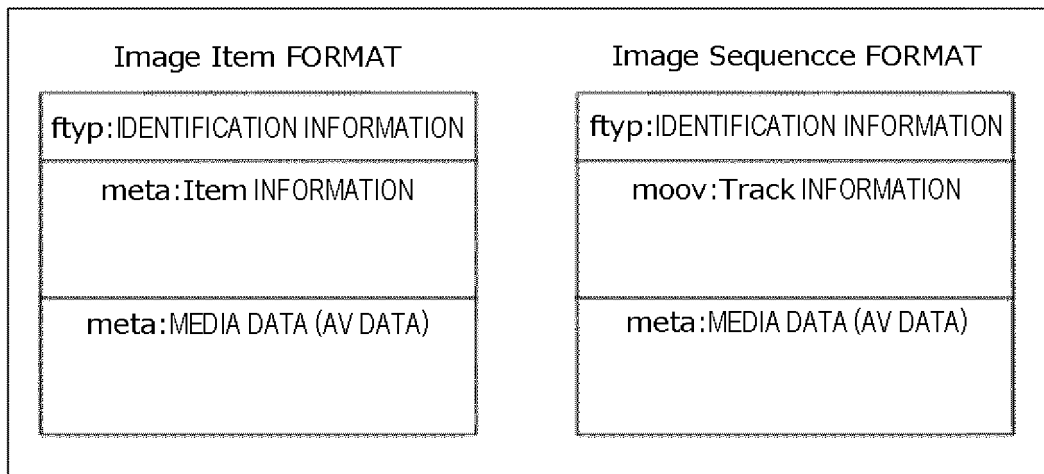 Image Item FORMAT
ftyp:IDENTIFICATION INFORMATION
meta:Item INFORMATION
meta:MEDIA DATA (AV DATA)
Image Sequencce FORMAT
ftyp:IDENTIFICATION INFORMATION
moov:Track INFORMATION
meta:MEDIA DATA (AV DATA)